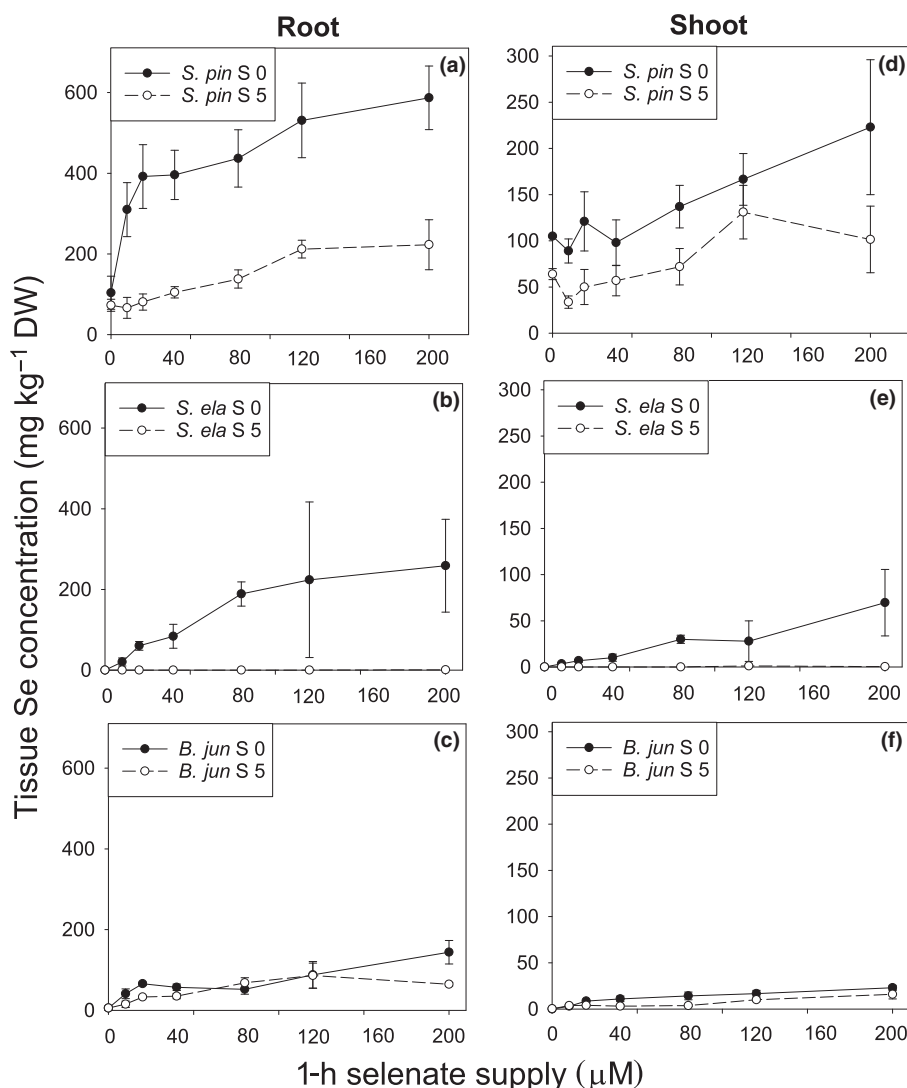 Root
Shoot
Tissue Se concentration (mg kg⁻¹ DW)
(a)
S. pin S 0
S. pin S 5
600
400
200
0
0 40 80 120 160 200
(d)
S. pin S 0
S. pin S 5
300
250
200
150
100
50
0
0 40 80 120 160 200
(b)
S. ela S 0
S. ela S 5
600
400
200
0
0 40 80 120 160 200
(e)
S. ela S 0
S. ela S 5
300
250
200
150
100
50
0
0 40 80 120 160 200
(c)
B. jun S 0
B. jun S 5
600
400
200
0
0 40 80 120 160 200
(f)
B. jun S 0
B. jun S 5
300
250
200
150
100
50
0
0 40 80 120 160 200
1-h selenate supply (μM)